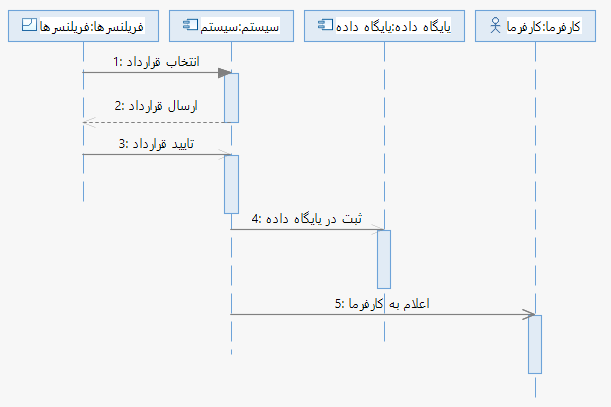 فریلنسرها:فریلنسرها
سیستم:سیستم
پایگاه داده:پایگاه داده
کارفرما:کارفرما
1: انتخاب قرارداد
2: ارسال قرارداد
3: تایید قرارداد
4: ثبت در پایگاه داده
5: اعلام به کارفرما